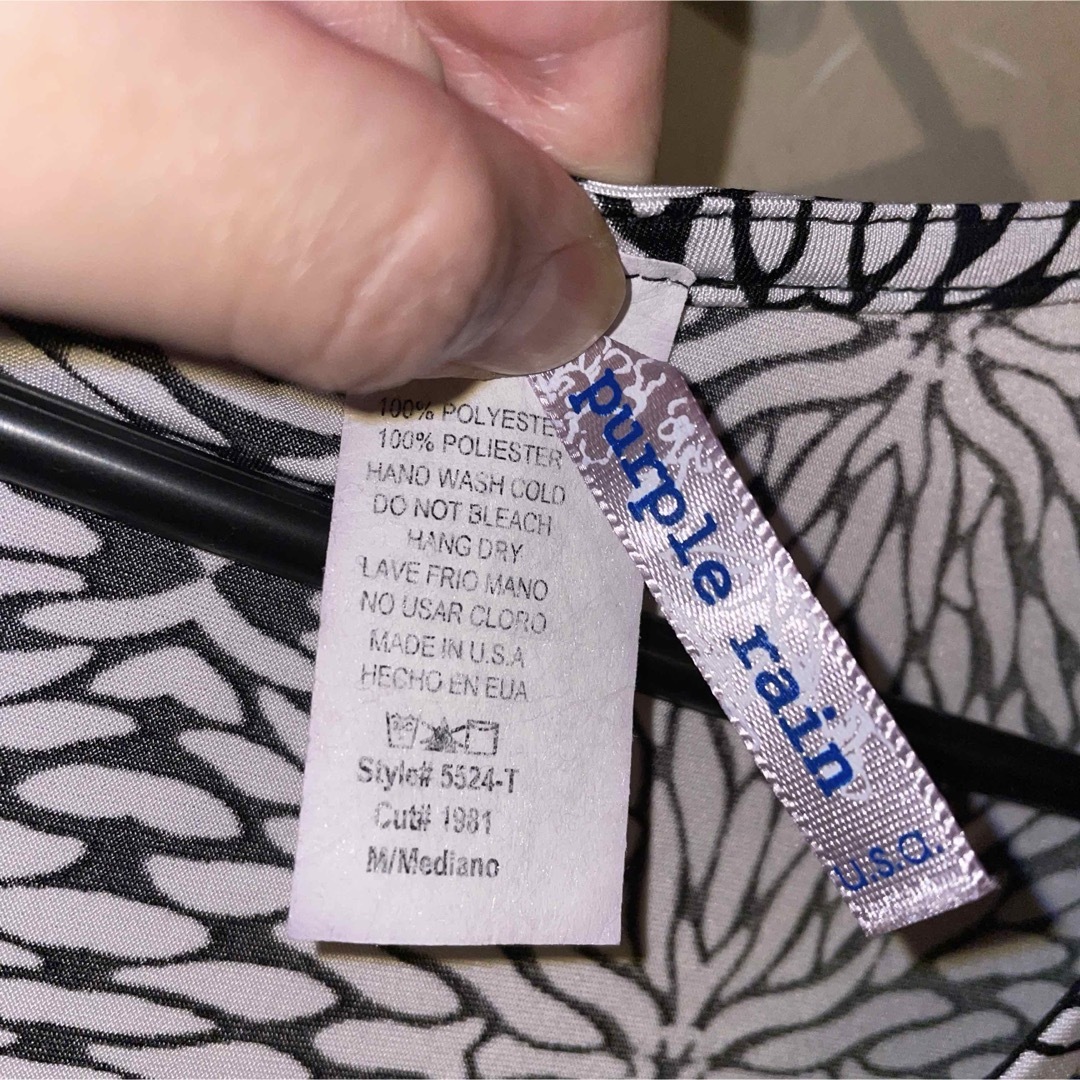 100% POLYESTE
100% POLIESTER
HAND WASH COLD
DO NOT BLEACH
HANG DRY
LAVE FRIO MANO
NO USAR CLORO
MADE IN U.S.A
HECHO EN EUA
Style# 5524-T
Cut# 1981
M/Mediano
purple rain
u.s.a.